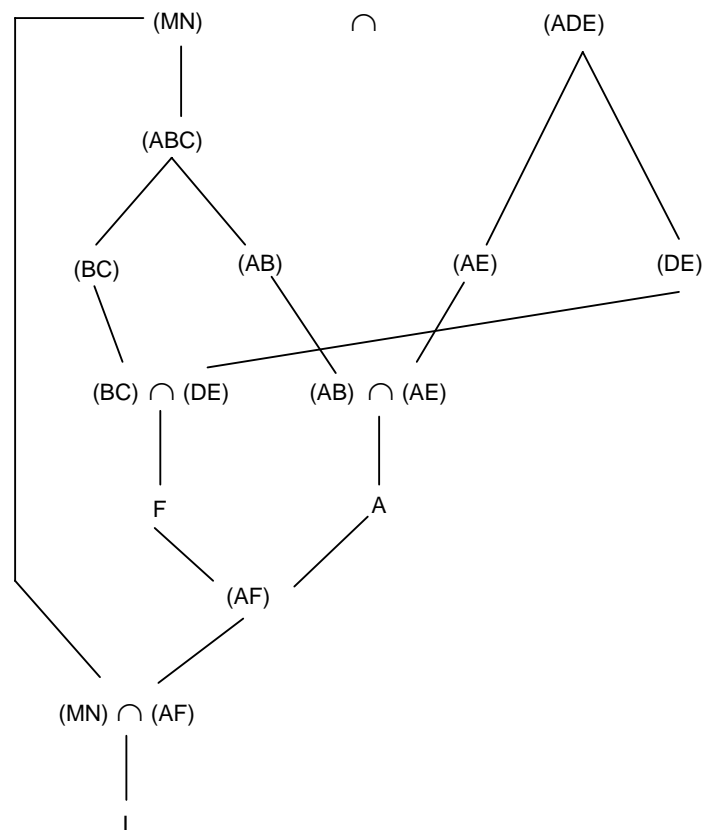 (MN) ∩ (ADE)
(ABC)
(BC) (AB) (AE) (DE)
(BC) ∩ (DE) (AB) ∩ (AE)
F A
(AF)
(MN) ∩ (AF)
I